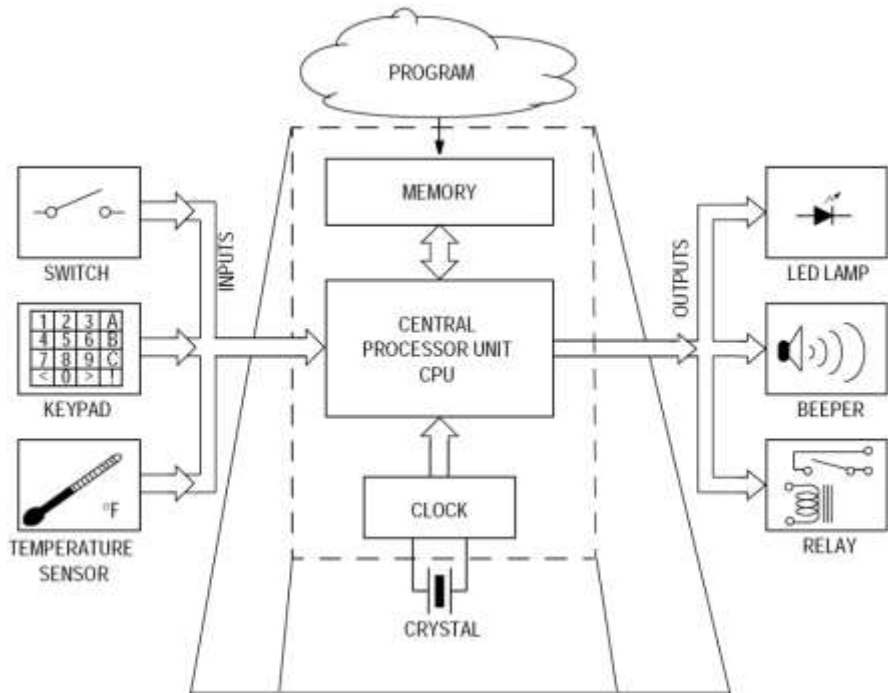 PROGRAM
MEMORY
SWITCH
INPUTS
OUTPUTS
LED LAMP
1 2 3 A
4 5 6 B
7 8 9 C
< 0 > !
KEYPAD
CENTRAL
PROCESSOR UNIT
CPU
BEEPER
°F
TEMPERATURE
SENSOR
CLOCK
RELAY
CRYSTAL